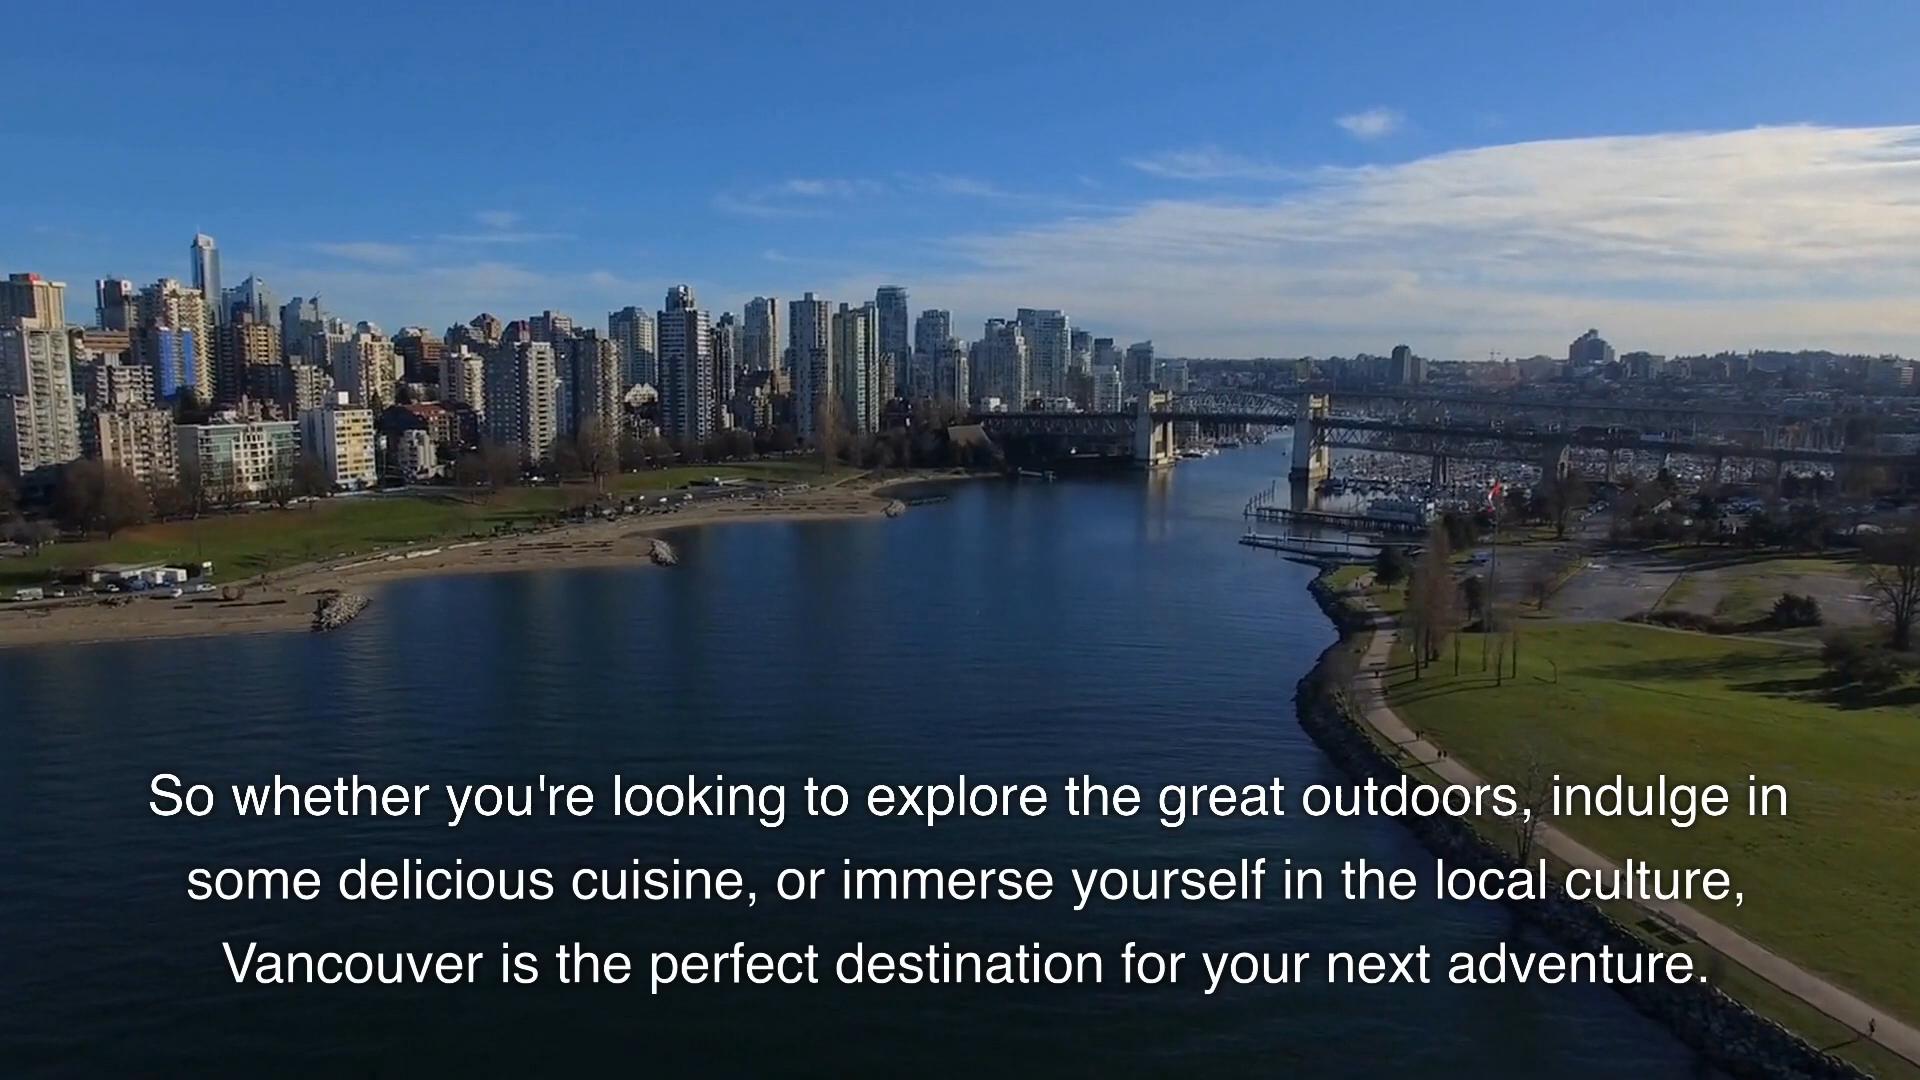 So whether you're looking to explore the great outdoors, indulge in
some delicious cuisine, or immerse yourself in the local culture,
Vancouver is the perfect destination for your next adventure.